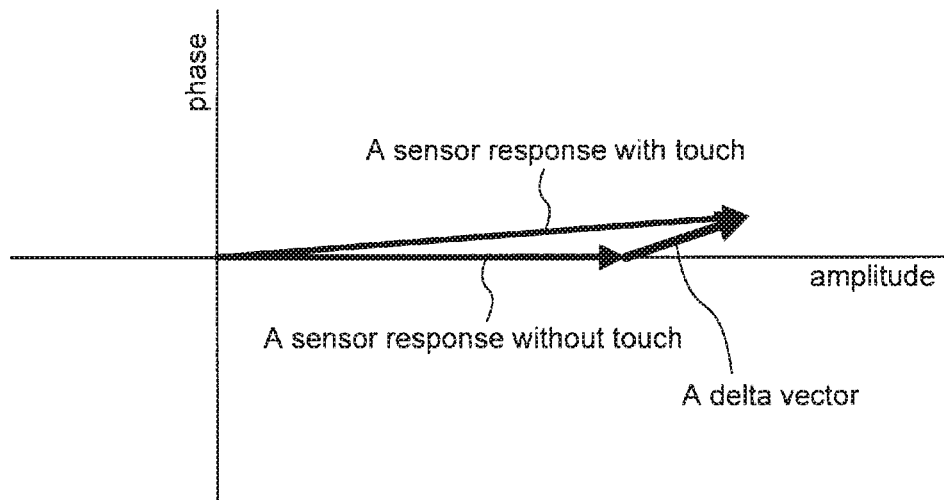 phase
A sensor response with touch
amplitude
A sensor response without touch
A delta vector